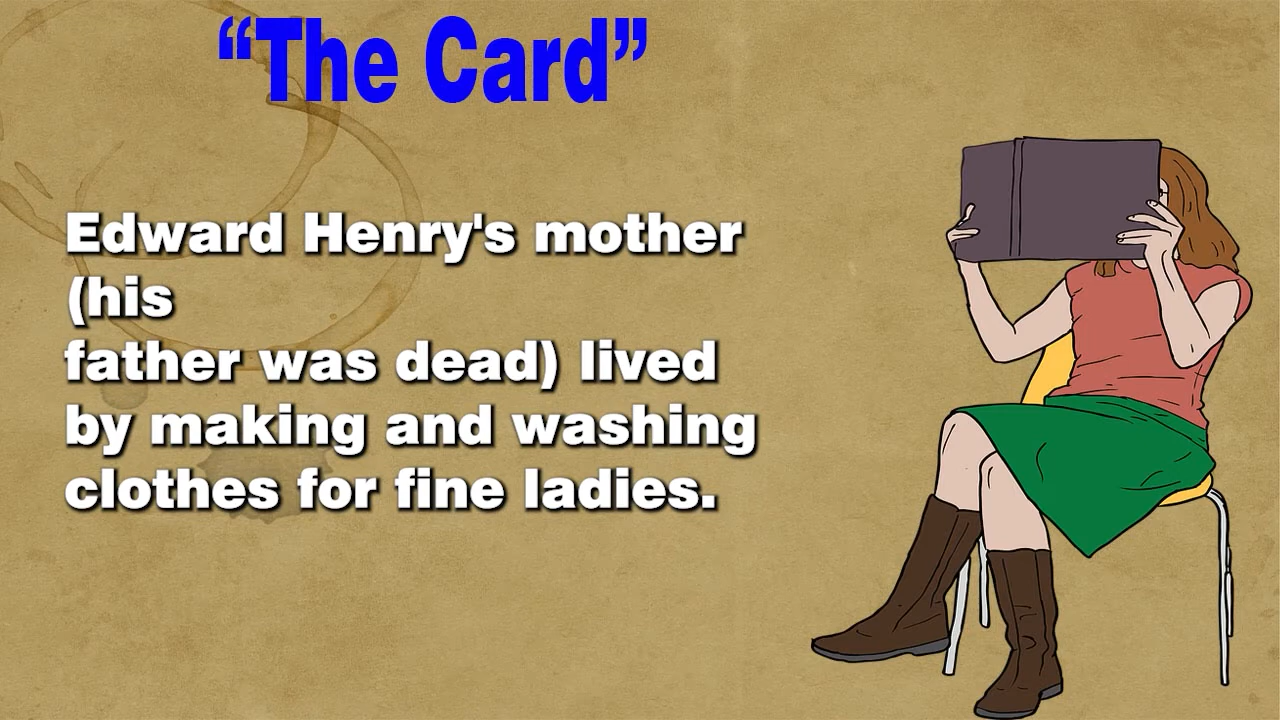 “The Card”
Edward Henry's mother
(his
father was dead) lived
by making and washing
clothes for fine ladies.